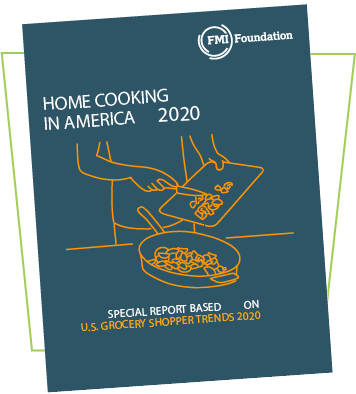 FMI Foundation
HOME COOKING
IN AMERICA 2020
SPECIAL REPORT BASED ON
U.S. GROCERY SHOPPER TRENDS 2020